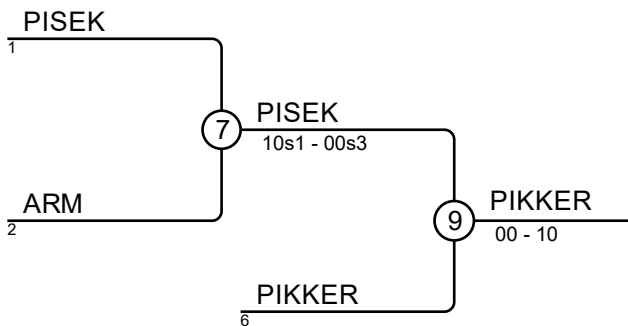 PISEK
1
7
PISEK
10s1 - 00s3
ARM
2
9
PIKKER
00 - 10
PIKKER
6